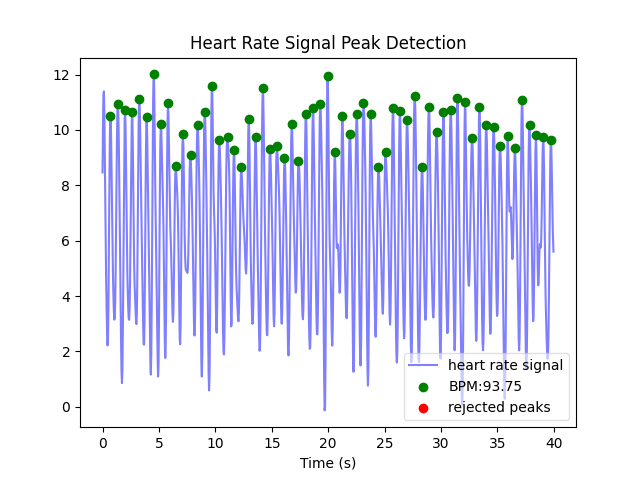 Heart Rate Signal Peak Detection
12
10
8
6
4
2
0
heart rate signal
BPM:93.75
rejected peaks
0 5 10 15 20 25 30 35 40
Time (s)